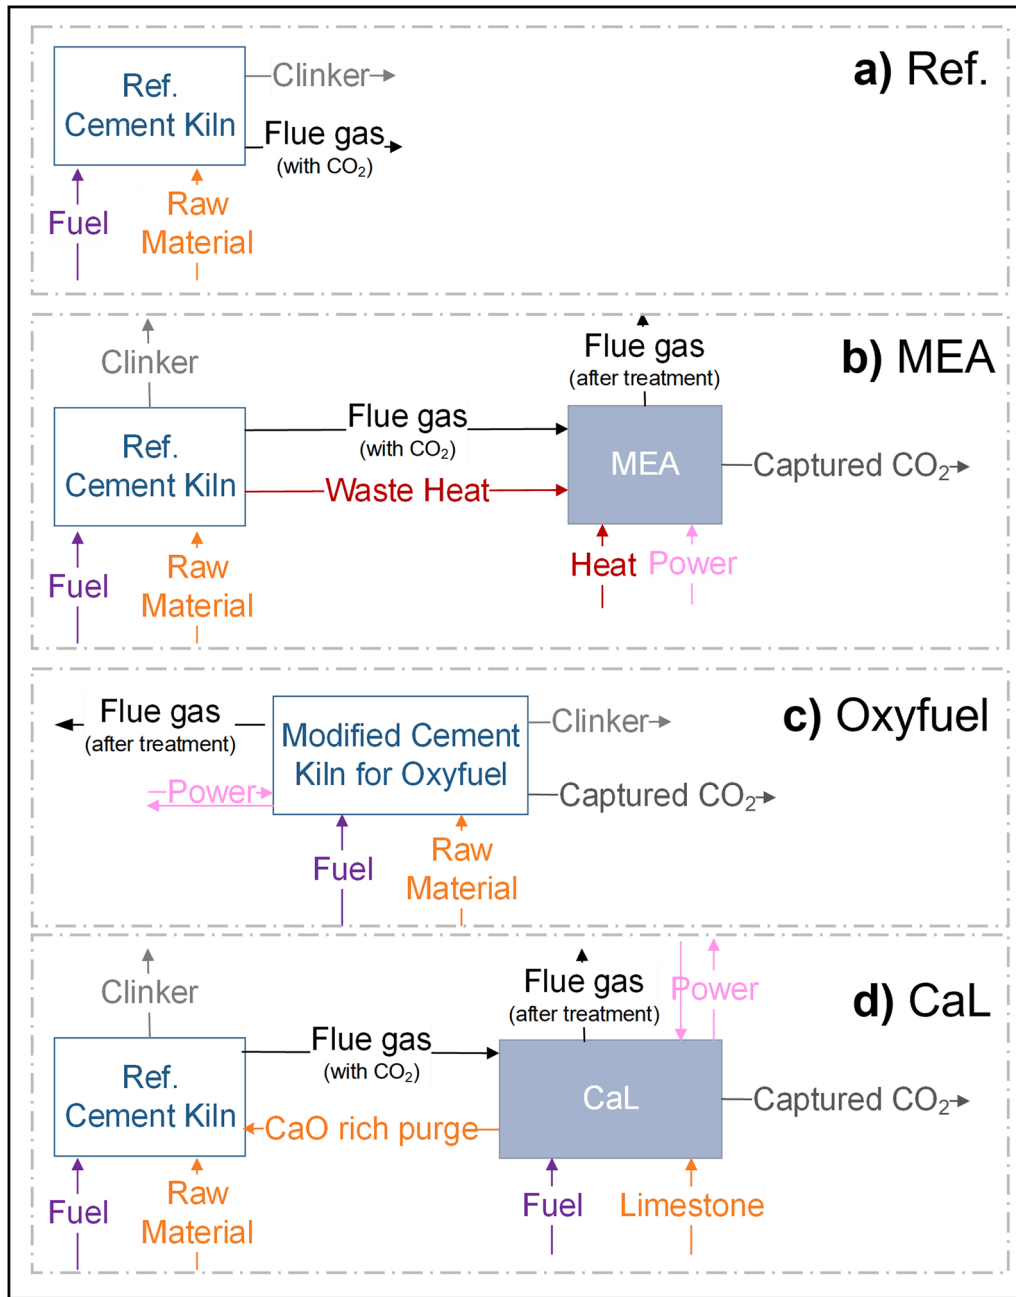 a) Ref.
Ref.
Cement Kiln
Clinker
Flue gas
(with CO₂)
Fuel
Raw
Material
b) MEA
Clinker
Ref.
Cement Kiln
Flue gas
(with CO₂)
Waste Heat
Flue gas
(after treatment)
MEA
Captured CO₂
Heat
Power
Fuel
Raw
Material
c) Oxyfuel
Flue gas
(after treatment)
Power
Modified Cement
Kiln for Oxyfuel
Clinker
Captured CO₂
Fuel
Raw
Material
d) CaL
Clinker
Ref.
Cement Kiln
Flue gas
(with CO₂)
CaO rich purge
Flue gas
(after treatment)
Power
CaL
Captured CO₂
Fuel
Raw
Material
Fuel
Limestone